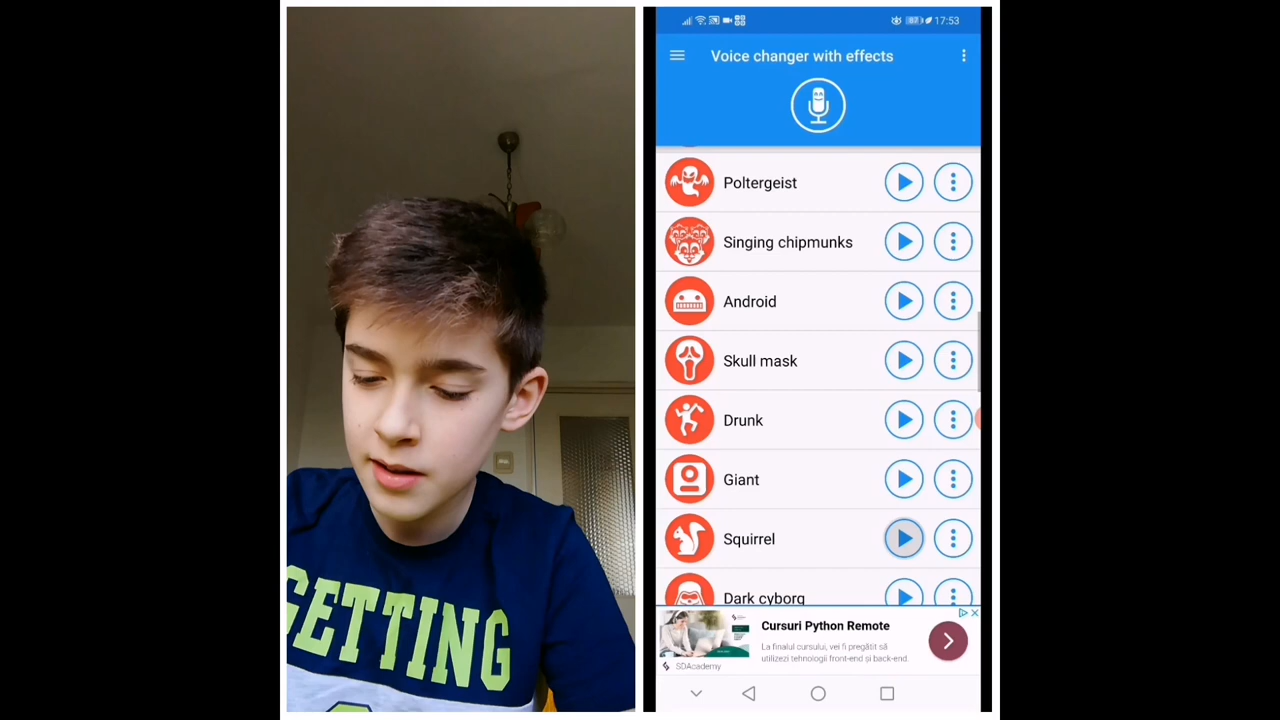 GETTING
17:53
Voice changer with effects
Poltergeist
Singing chipmunks
Android
Skull mask
Drunk
Giant
Squirrel
Dark cyborg
Cursuri Python Remote
La finalul cursului, vei fi pregătit să
utilizezi tehnologii front-end și back-end.
SDAcademy